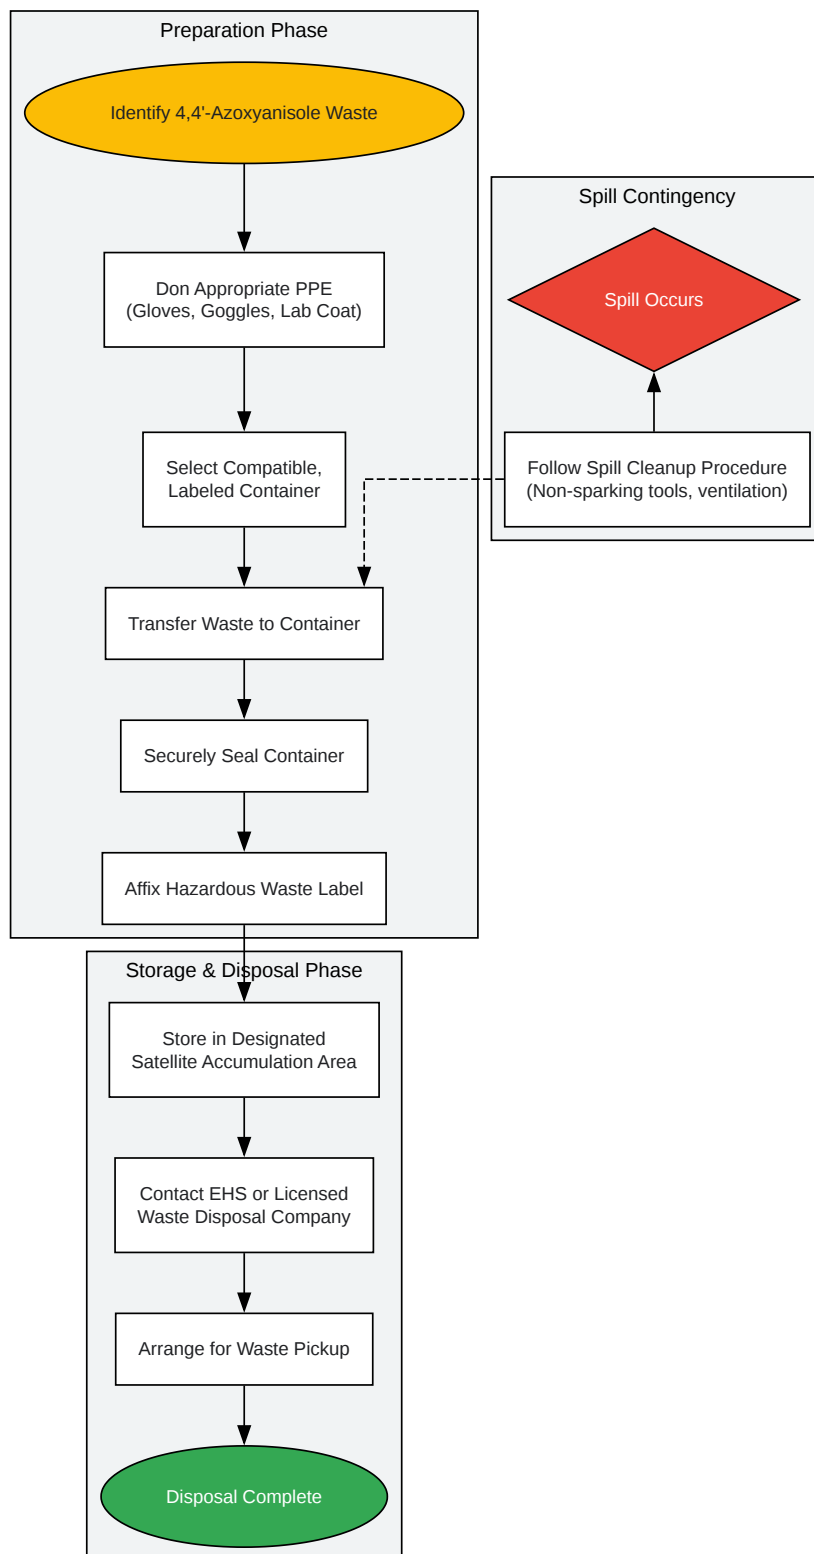 Preparation Phase
Identify 4,4'-Azoxyanisole Waste
Don Appropriate PPE
(Gloves, Goggles, Lab Coat)
Select Compatible,
Labeled Container
Transfer Waste to Container
Securely Seal Container
Affix Hazardous Waste Label
Spill Contingency
Spill Occurs
Follow Spill Cleanup Procedure
(Non-sparking tools, ventilation)
Storage & Disposal Phase
Store in Designated
Satellite Accumulation Area
Contact EHS or Licensed
Waste Disposal Company
Arrange for Waste Pickup
Disposal Complete